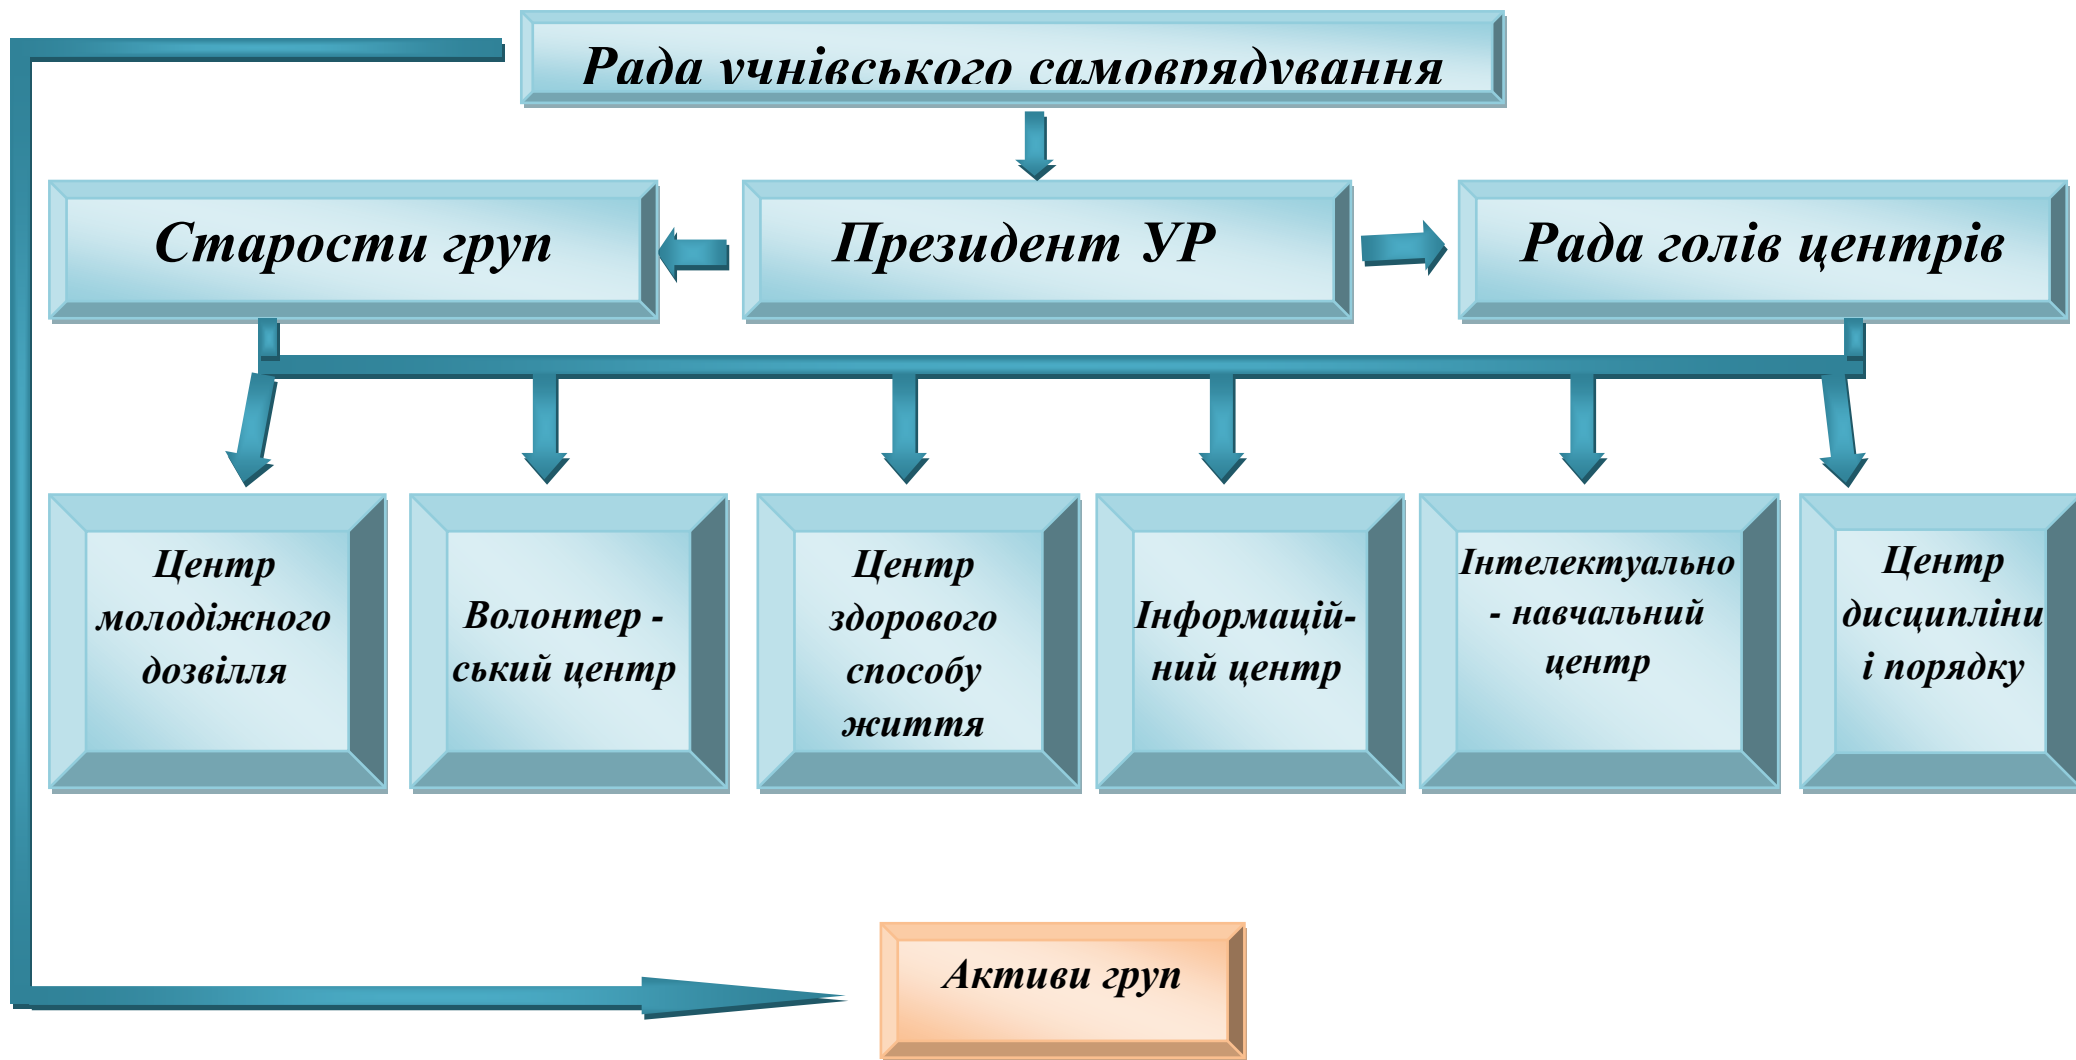 Рада учнівського самоврядування
Старости груп
Президент УР
Рада голів центрів
Центр
молодіжного
дозвілля
Волонтер -
ський центр
Центр
здорового
способу
життя
Інформацій-
ний центр
Інтелектуально
- навчальний
центр
Центр
дисципліни
і порядку
Активи груп